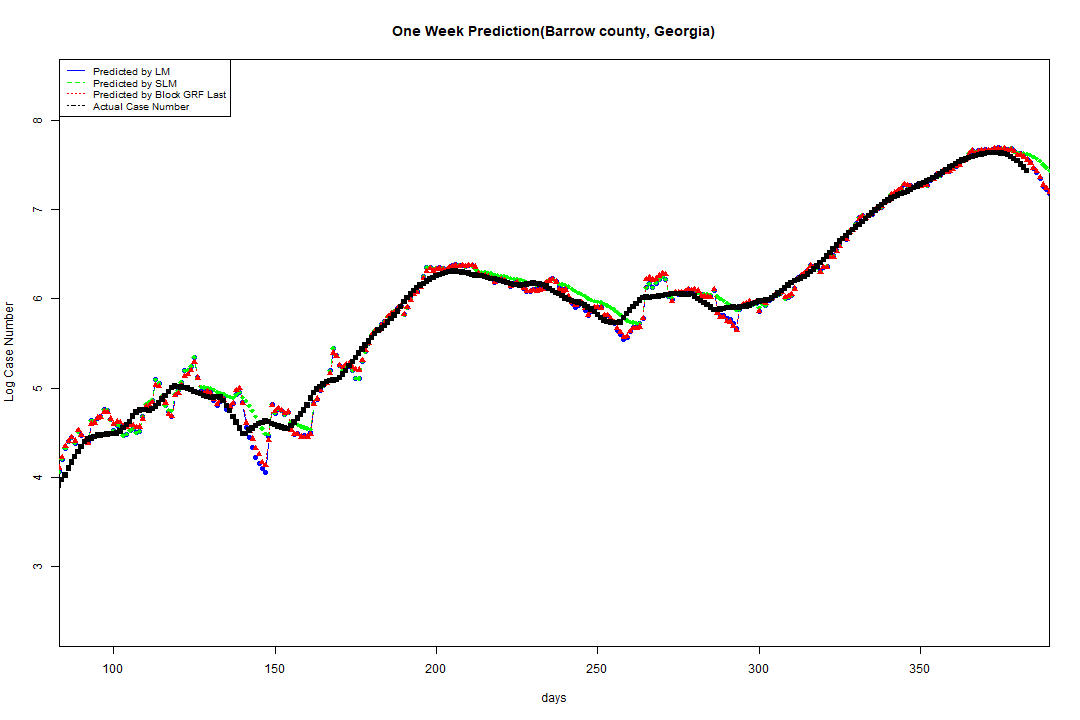 One Week Prediction(Barrow county, Georgia)
Predicted by LM
Predicted by SLM
Predicted by Block GRF Last
Actual Case Number
8
7
6
5
4
3
Log Case Number
100 150 200 250 300 350
days